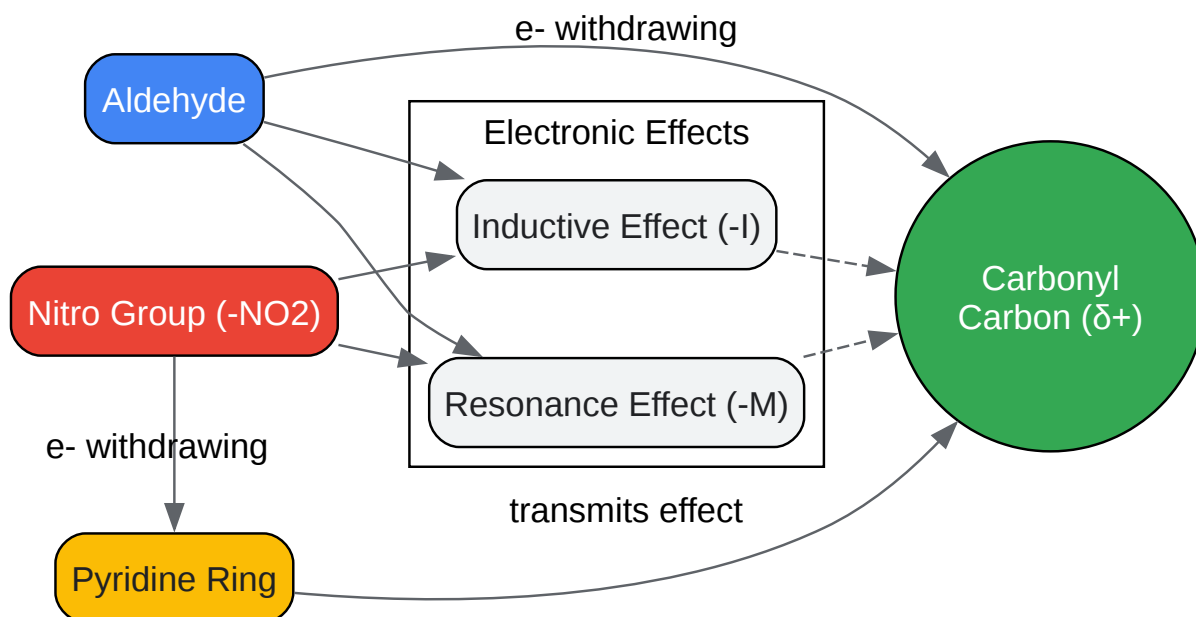 e- withdrawing
Aldehyde
Electronic Effects
Inductive Effect (-I)
Carbonyl
Carbon (δ+)
Nitro Group (-NO2)
Resonance Effect (-M)
e- withdrawing
transmits effect
Pyridine Ring